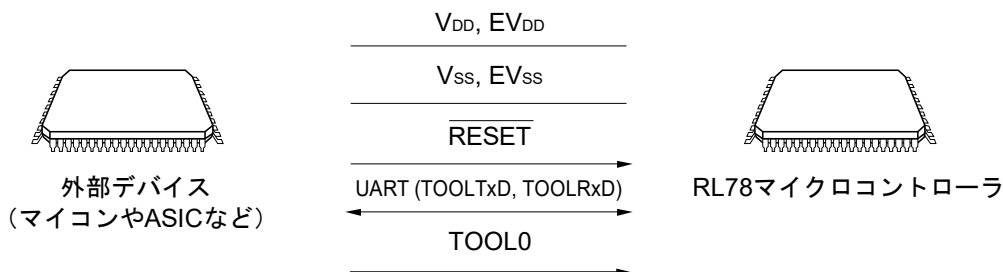 VDD, EVDD
VSS, EVSS
RESET
UART (TOOLTxD, TOOLRxD)
TOOL0
外部デバイス
（マイコンやASICなど）
RL78マイクロコントローラ